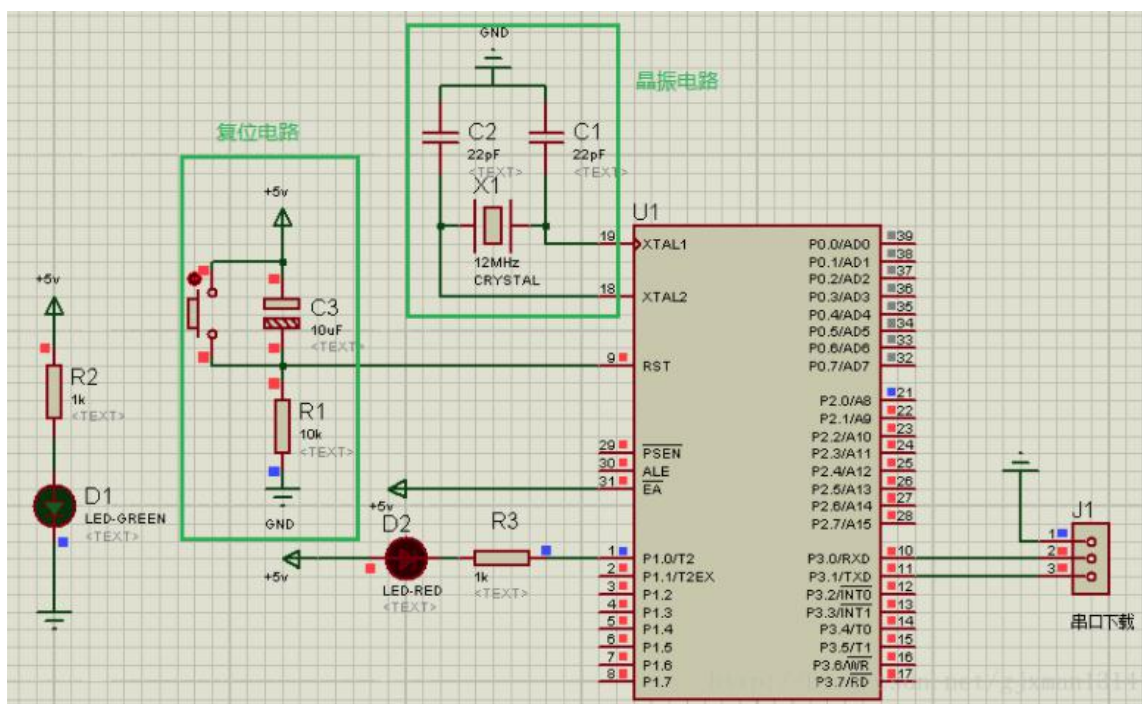 GND
晶振电路
C2
22pF
<TEXT>
C1
22pF
<TEXT>
X1
12MHz
CRYSTAL
复位电路
+5v
C3
10uF
<TEXT>
R1
10k
<TEXT>
GND
+5v
R2
1k
<TEXT>
D1
LED-GREEN
<TEXT>
+5v
D2
LED-RED
<TEXT>
+5v
R3
1k
<TEXT>
U1
19 XTAL1
18 XTAL2
9 RST
29 PSEN
30 ALE
31 EA
1 P1.0/T2
2 P1.1/T2EX
3 P1.2
4 P1.3
5 P1.4
6 P1.5
7 P1.6
8 P1.7
P0.0/AD0 39
P0.1/AD1 38
P0.2/AD2 37
P0.3/AD3 36
P0.4/AD4 35
P0.5/AD5 34
P0.6/AD6 33
P0.7/AD7 32
P2.0/A8 21
P2.1/A9 22
P2.2/A10 23
P2.3/A11 24
P2.4/A12 25
P2.5/A13 26
P2.6/A14 27
P2.7/A15 28
P3.0/RXD 10
P3.1/TXD 11
P3.2/INT0 12
P3.3/INT1 13
P3.4/T0 14
P3.5/T1 15
P3.6/WR 16
P3.7/RD 17
J1
1
2
3
串口下载